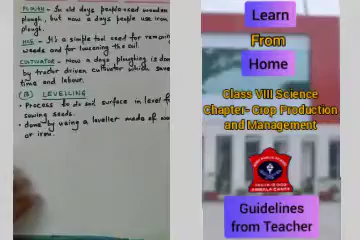 PLOUGH :- In old days people used wooden
plough, but now a days people use iron
plough.
HOE - It's a simple tool used for removing
weeds and for loosening the soil.
CULTIVATOR - Now a days ploughing is done
by tractor driven cultivator which saves
time and labour.
(B) LEVELLING
• Process to do soil surface in level for
sowing seeds.
• done by using a leveller made of wood
or iron.
Learn
From
Home
Class VIII Science
Chapter- Crop Production
and Management
Guidelines
from Teacher